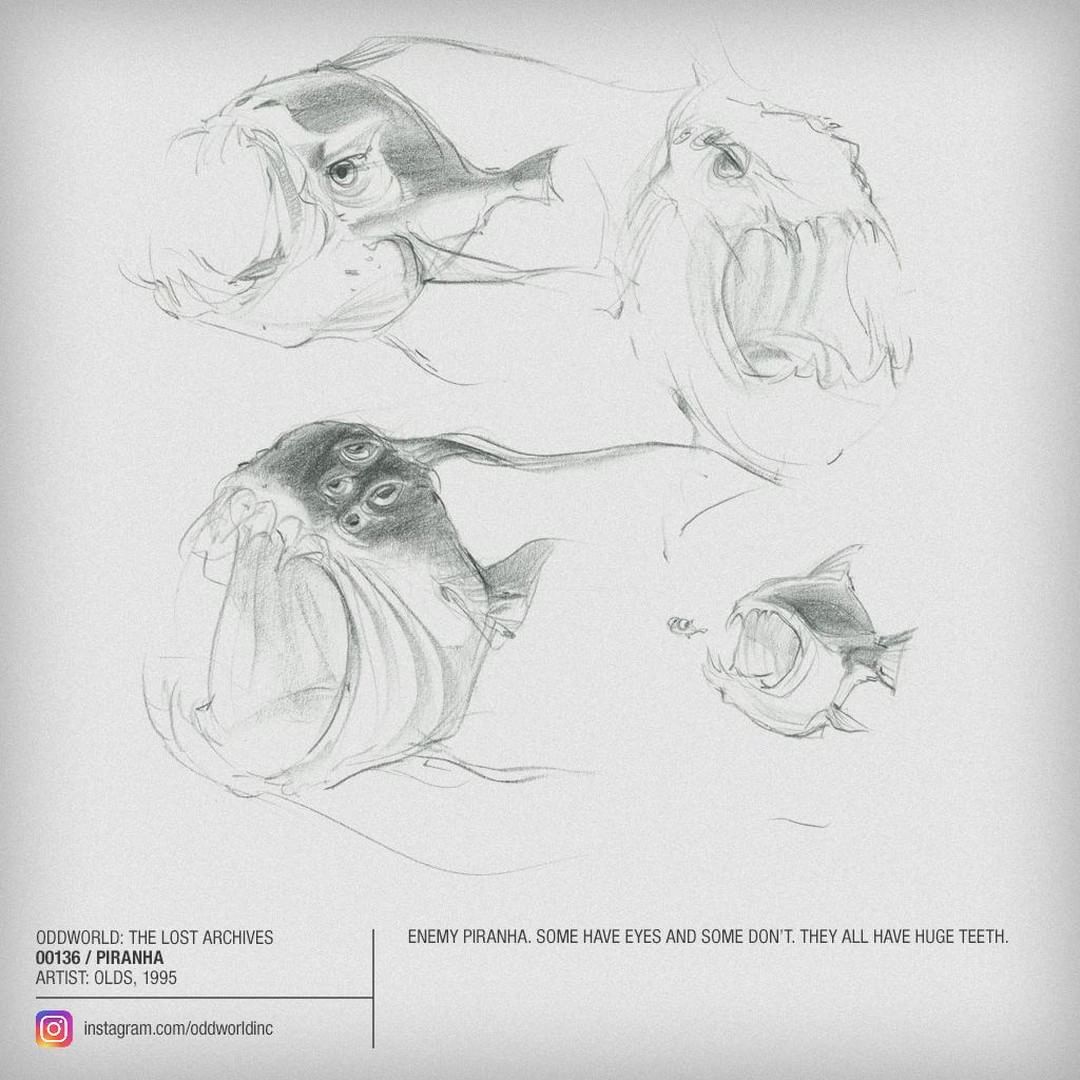 ODDWORLD: THE LOST ARCHIVES
00136 / PIRANHA
ARTIST: OLDS, 1995
instagram.com/oddworldinc
ENEMY PIRANHA. SOME HAVE EYES AND SOME DON'T. THEY ALL HAVE HUGE TEETH.